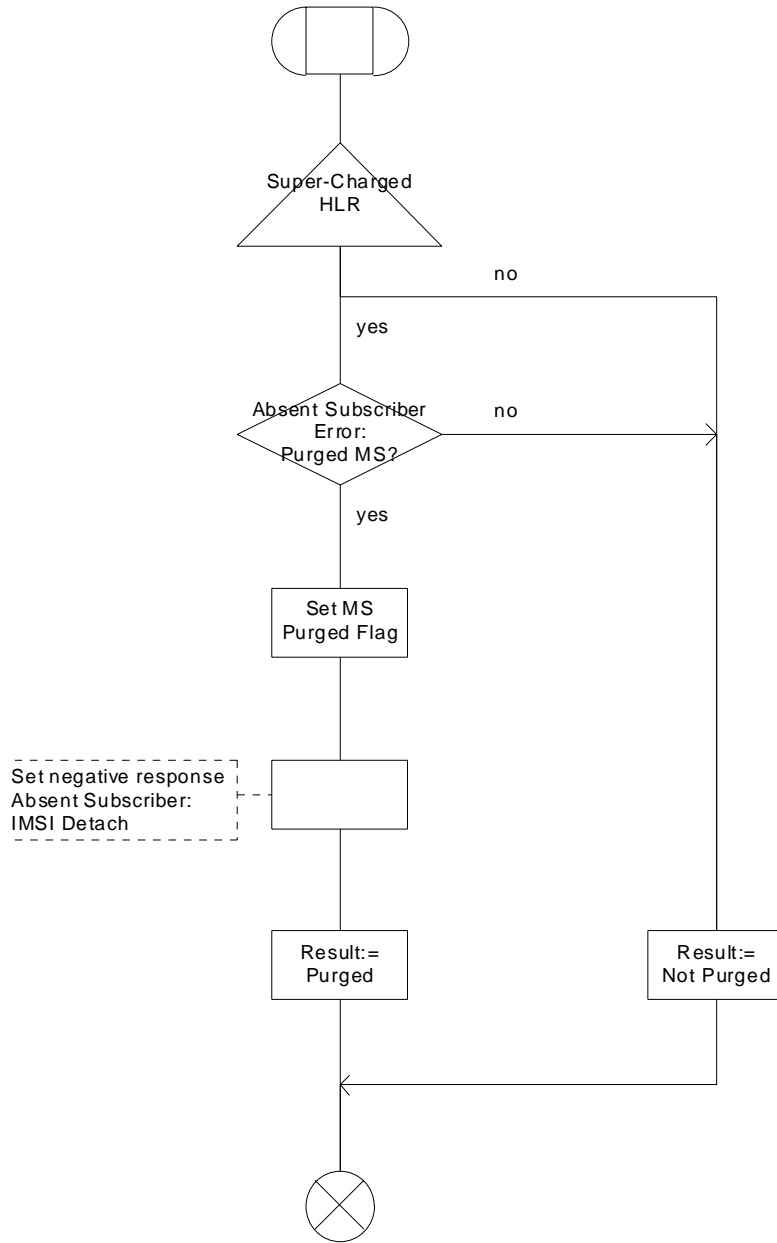 Super-Charged
HLR
no
yes
Absent Subscriber
Error:
Purged MS?
no
yes
Set MS
Purged Flag
Set negative response
Absent Subscriber:
IMSI Detach
Result:=
Purged
Result:=
Not Purged